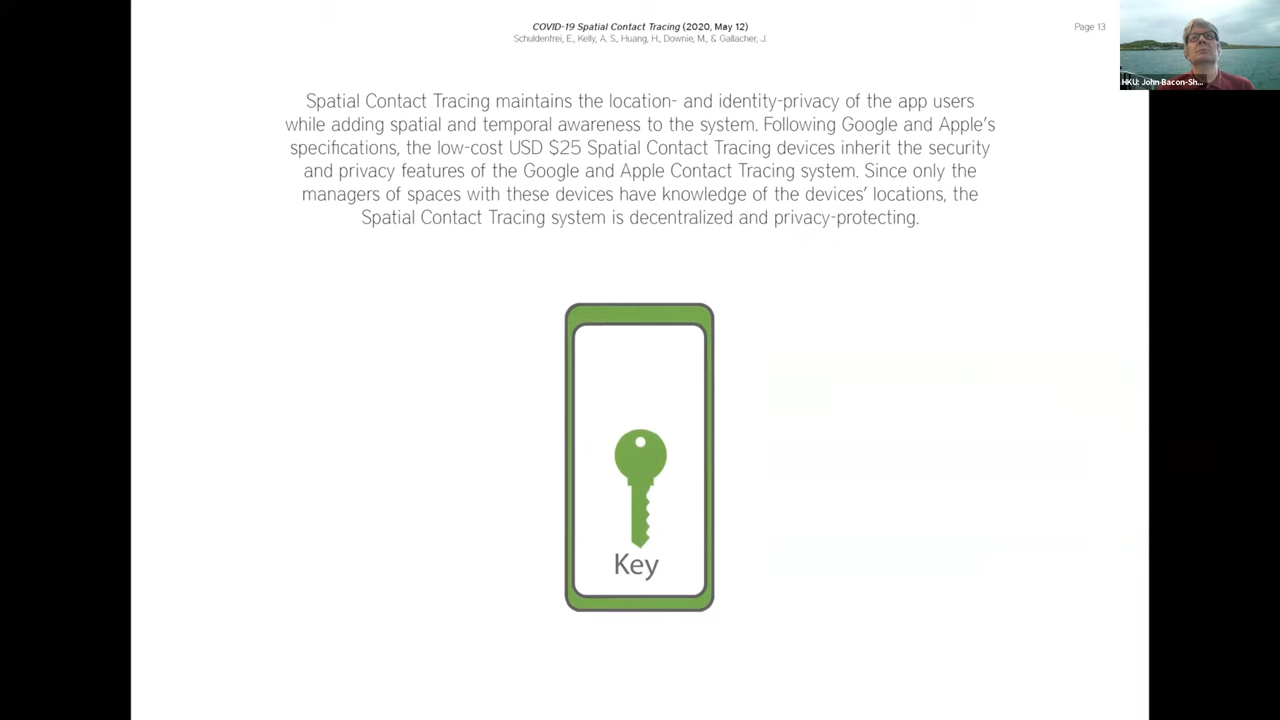 COVID-19 Spatial Contact Tracing (2020, May 12)
Schuldenfrei, E., Kelly, A. S., Huang, H., Downie, M., & Gallacher, J.
Page 13
HKU: John Bacon-Sh...
Spatial Contact Tracing maintains the location- and identity-privacy of the app users
while adding spatial and temporal awareness to the system. Following Google and Apple's
specifications, the low-cost USD $25 Spatial Contact Tracing devices inherit the security
and privacy features of the Google and Apple Contact Tracing system. Since only the
managers of spaces with these devices have knowledge of the devices' locations, the
Spatial Contact Tracing system is decentralized and privacy-protecting.
Key